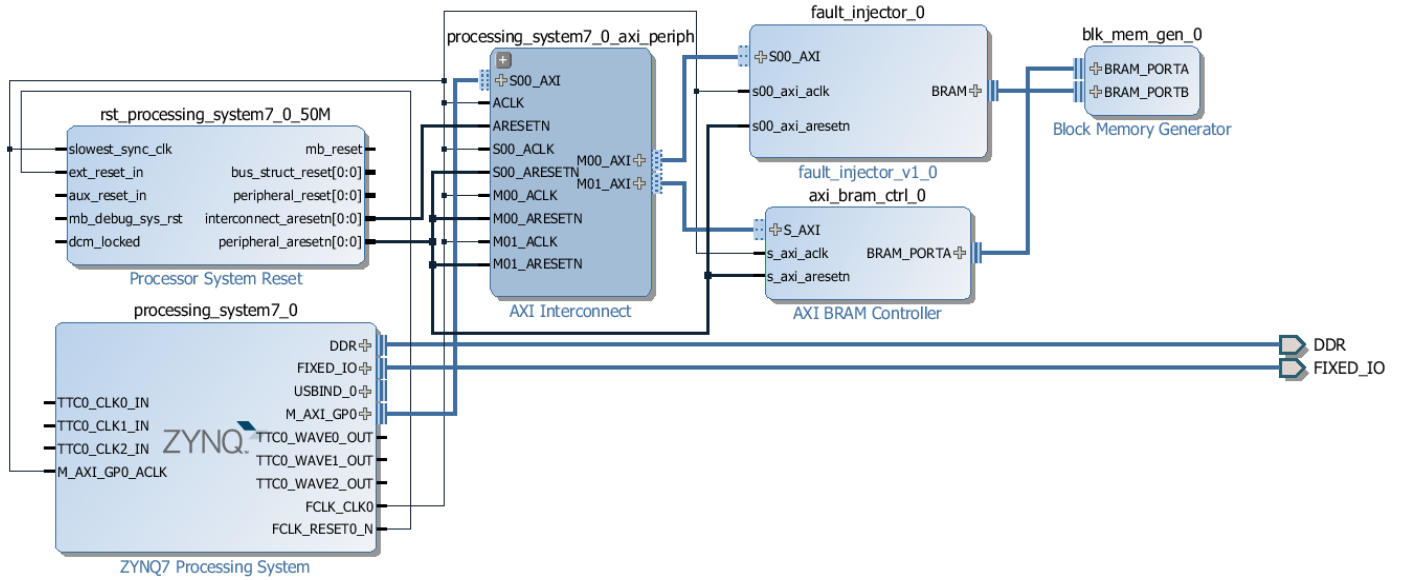 rst_processing_system7_0_50M
slowest_sync_clk
ext_reset_in
aux_reset_in
mb_debug_sys_rst
dcm_locked
mb_reset
bus_struct_reset[0:0]
peripheral_reset[0:0]
interconnect_aresetn[0:0]
peripheral_aresetn[0:0]
Processor System Reset
processing_system7_0
TTC0_CLK0_IN
TTC0_CLK1_IN
TTC0_CLK2_IN
M_AXI_GP0_ACLK
ZYNQ
DDR
FIXED_IO
USBIND_0
M_AXI_GP0
TTC0_WAVE0_OUT
TTC0_WAVE1_OUT
TTC0_WAVE2_OUT
FCLK_CLK0
FCLK_RESET0_N
ZYNQ7 Processing System
processing_system7_0_axi_periph
S00_AXI
ACLK
ARESETN
S00_ACLK
S00_ARESETN
M00_ACLK
M00_ARESETN
M01_ACLK
M01_ARESETN
M00_AXI
M01_AXI
AXI Interconnect
fault_injector_0
S00_AXI
s00_axi_aclk
s00_axi_aresetn
BRAM
fault_injector_v1_0
axi_bram_ctrl_0
S_AXI
s_axi_aclk
s_axi_aresetn
BRAM_PORTA
AXI BRAM Controller
blk_mem_gen_0
BRAM_PORTA
BRAM_PORTB
Block Memory Generator
DDR
FIXED_IO